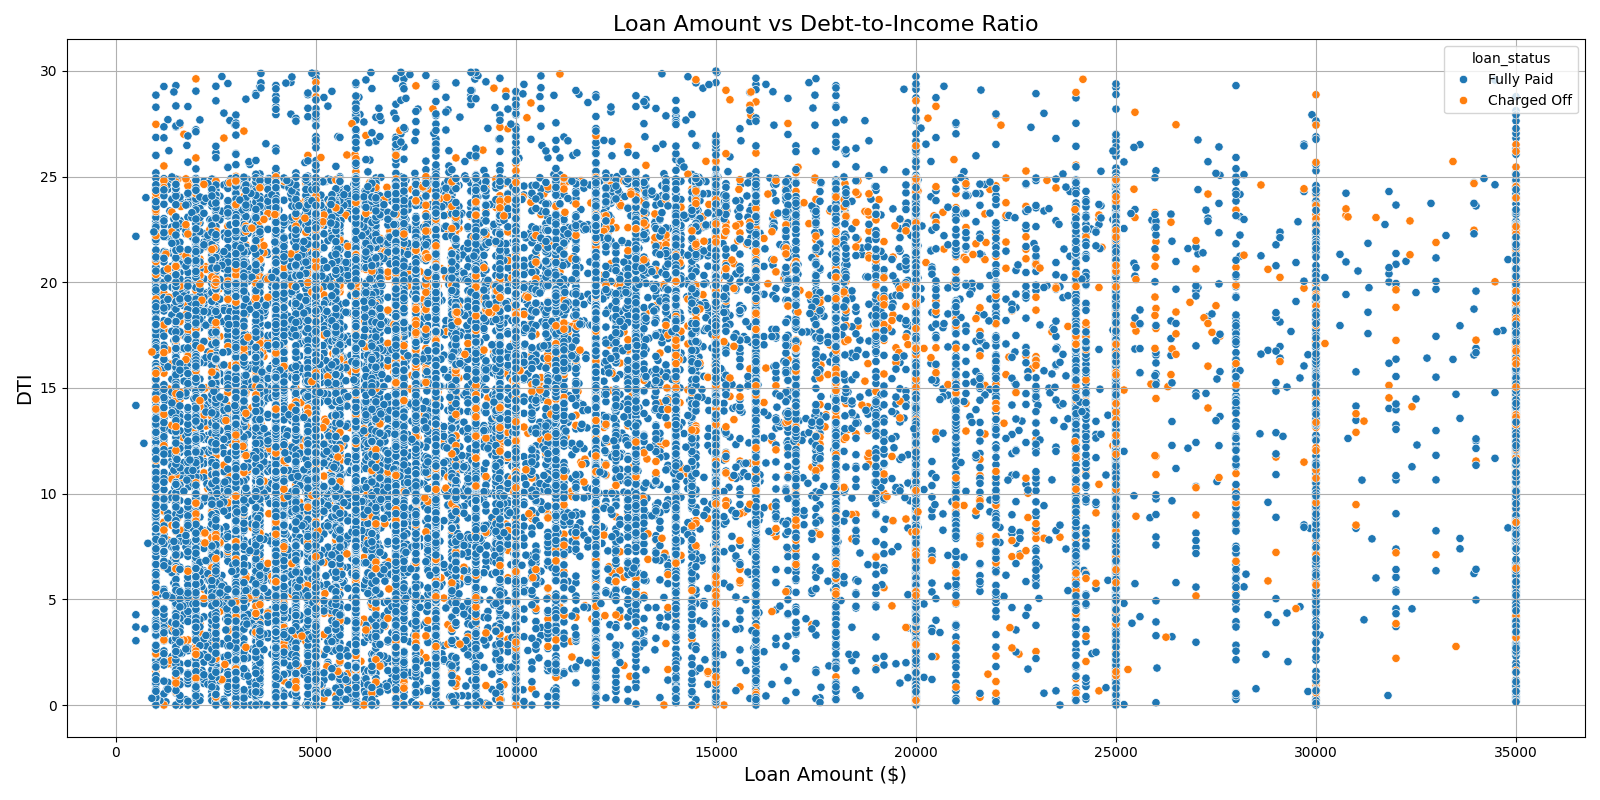 Loan Amount vs Debt-to-Income Ratio
loan_status
Fully Paid
Charged Off
DTI
30
25
20
15
10
5
0
0 5000 10000 15000 20000 25000 30000 35000
Loan Amount ($)